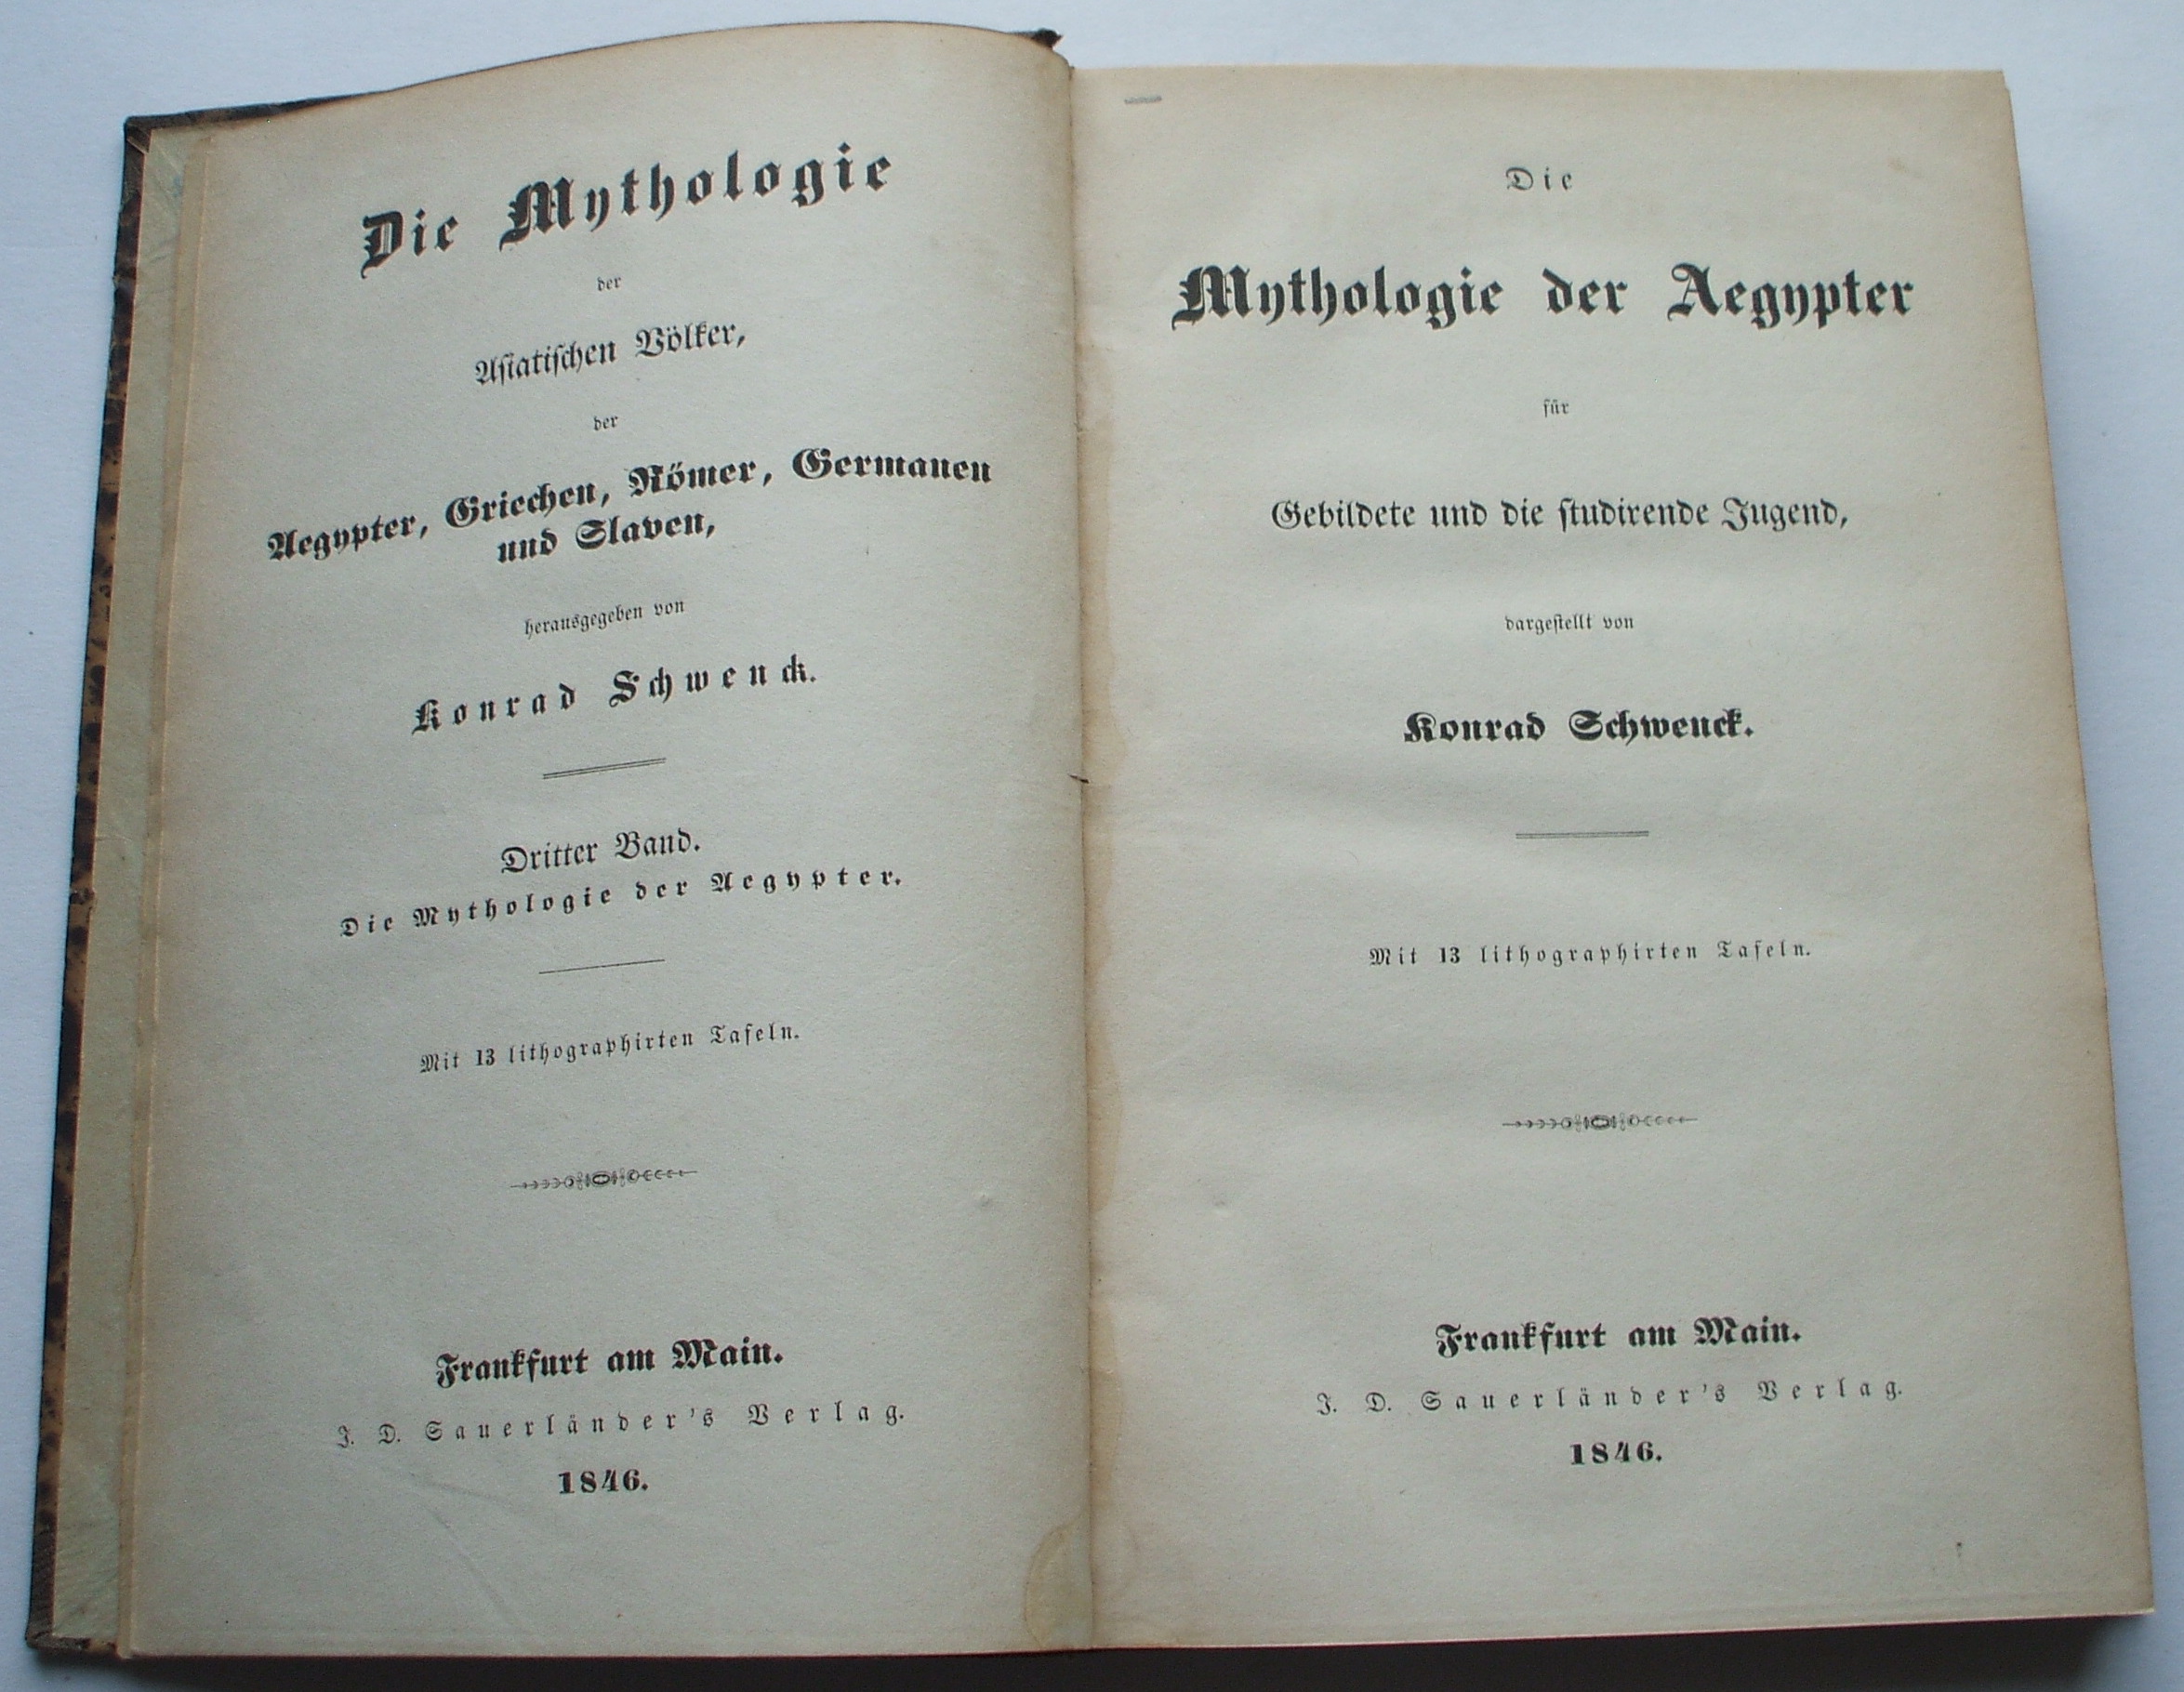 Die Mythologie
der
Asiatischen Völker,
der
Aegypter, Griechen, Römer, Germanen
und Slaven,
herausgegeben von
Konrad Schwenck.
Dritter Band.
Die Mythologie der Aegypter.
Mit 13 lithographirten Tafeln.
Frankfurt am Main.
J. D. Sauerländer's Verlag.
1846.
Die
Mythologie der Aegypter
für
Gebildete und die studirende Jugend,
dargestellt von
Konrad Schwenck.
Mit 13 lithographirten Tafeln.
Frankfurt am Main.
J. D. Sauerländer's Verlag.
1846.